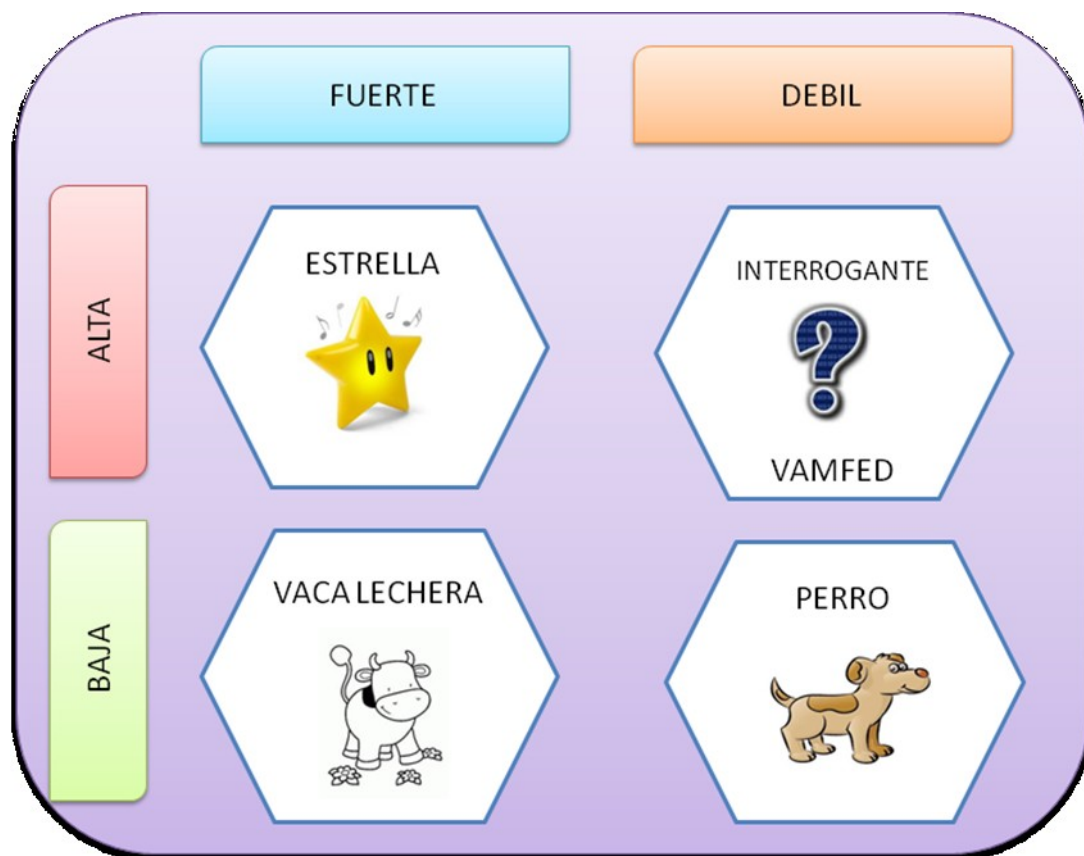 FUERTE
DEBIL
ALTA
ESTRELLA
INTERROGANTE
VAMFED
BAJA
VACA LECHERA
PERRO